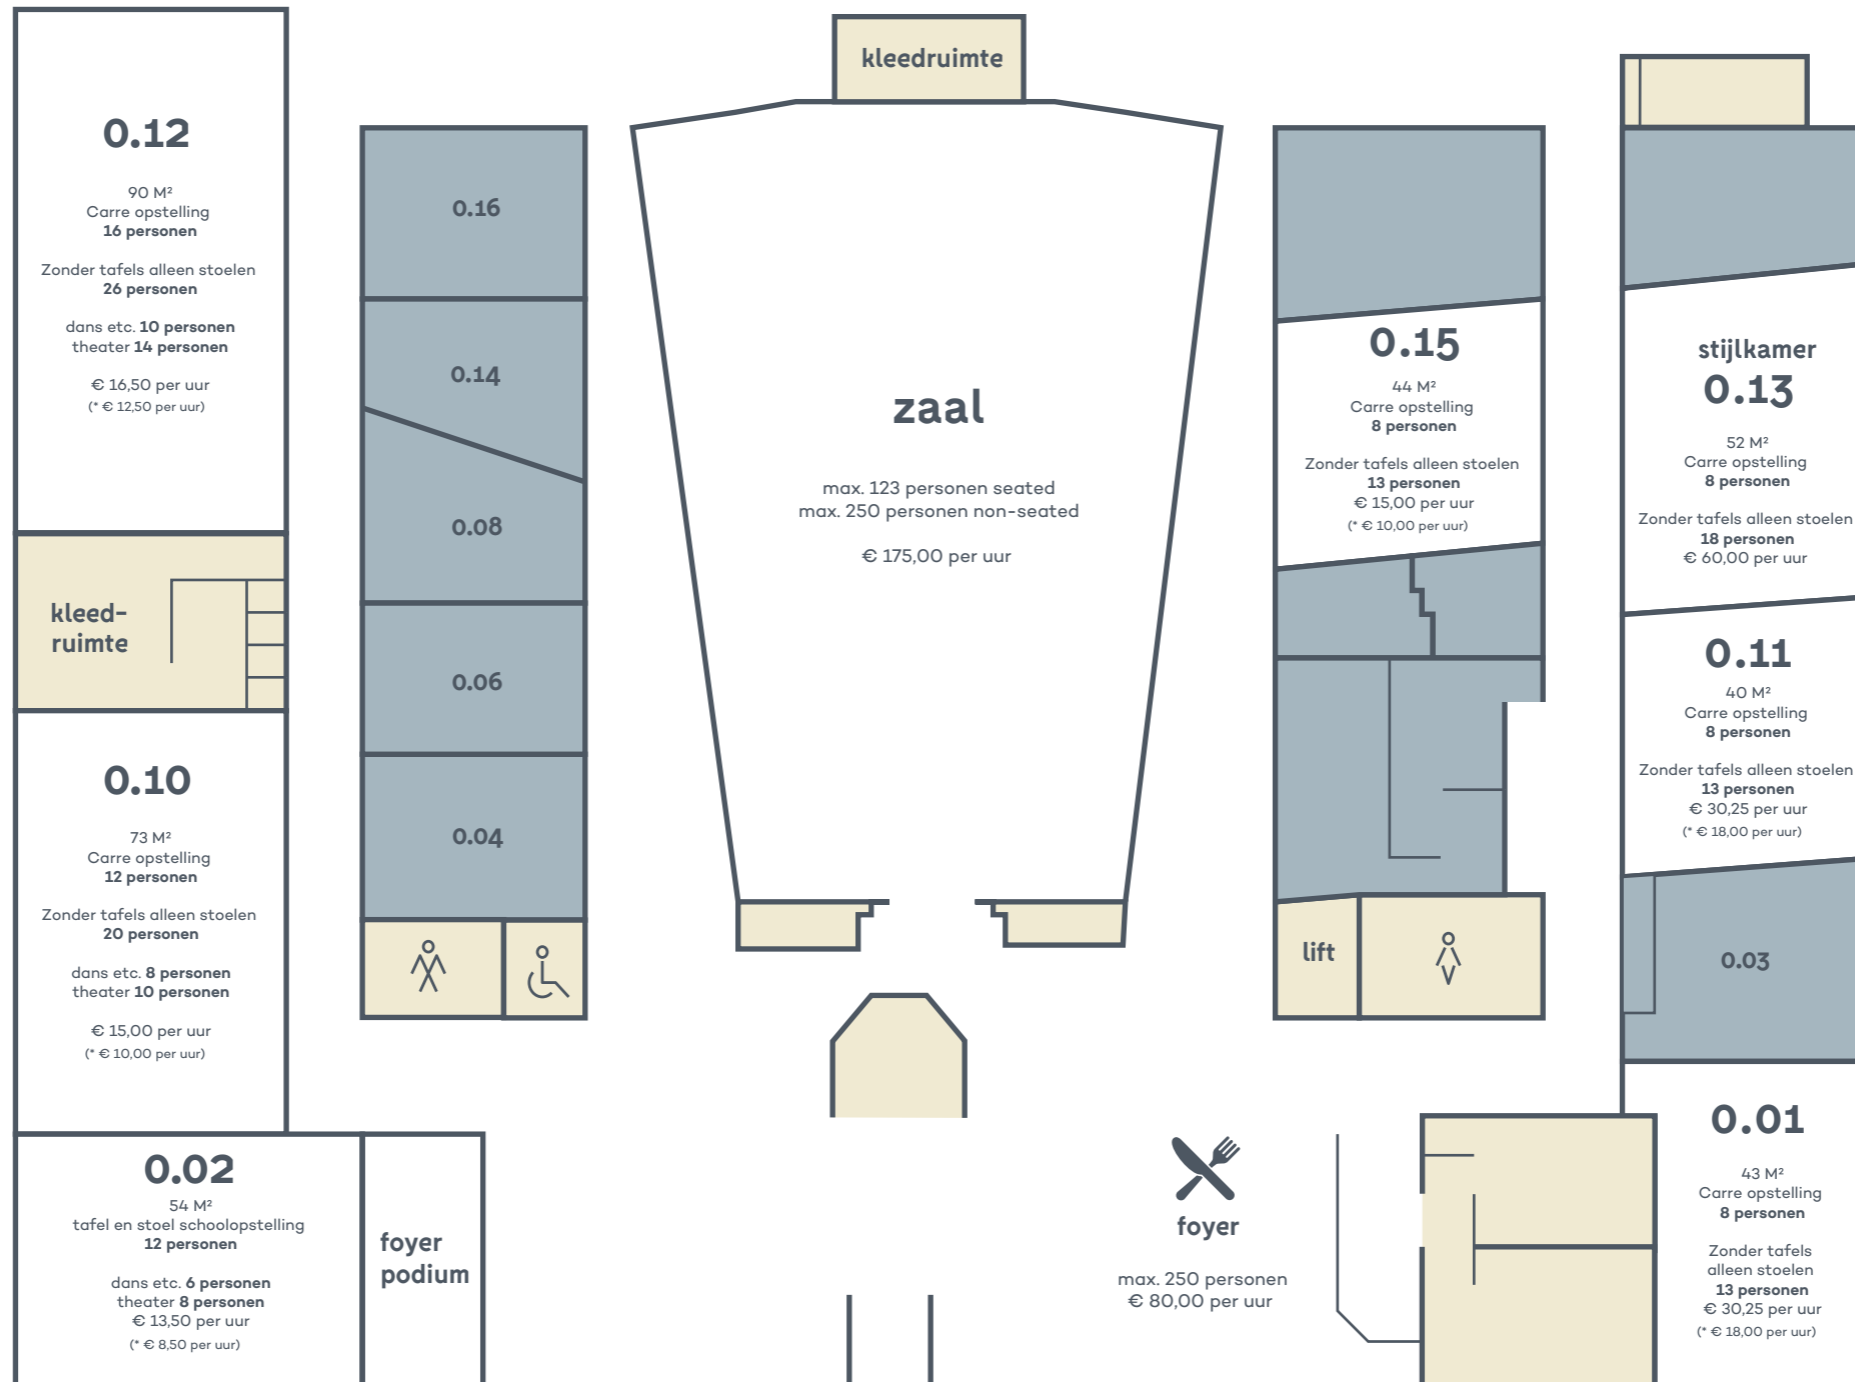 kleedruimte
0.12
90 M²
Carre opstelling
16 personen
Zonder tafels alleen stoelen
26 personen
dans etc. 10 personen
theater 14 personen
€ 16,50 per uur
(* € 12,50 per uur)
kleed-
ruimte
0.10
73 M²
Carre opstelling
12 personen
Zonder tafels alleen stoelen
20 personen
dans etc. 8 personen
theater 10 personen
€ 15,00 per uur
(* € 10,00 per uur)
0.02
54 M²
tafel en stoel schoolopstelling
12 personen
dans etc. 6 personen
theater 8 personen
€ 13,50 per uur
(* € 8,50 per uur)
foyer
podium
0.16
0.14
0.08
0.06
0.04
zaal
max. 123 personen seated
max. 250 personen non-seated
€ 175,00 per uur
foyer
max. 250 personen
€ 80,00 per uur
0.15
44 M²
Carre opstelling
8 personen
Zonder tafels alleen stoelen
13 personen
€ 15,00 per uur
(* € 10,00 per uur)
lift
stijlkamer
0.13
52 M²
Carre opstelling
8 personen
Zonder tafels alleen stoelen
18 personen
€ 60,00 per uur
0.11
40 M²
Carre opstelling
8 personen
Zonder tafels alleen stoelen
13 personen
€ 30,25 per uur
(* € 18,00 per uur)
0.03
0.01
43 M²
Carre opstelling
8 personen
Zonder tafels
alleen stoelen
13 personen
€ 30,25 per uur
(* € 18,00 per uur)